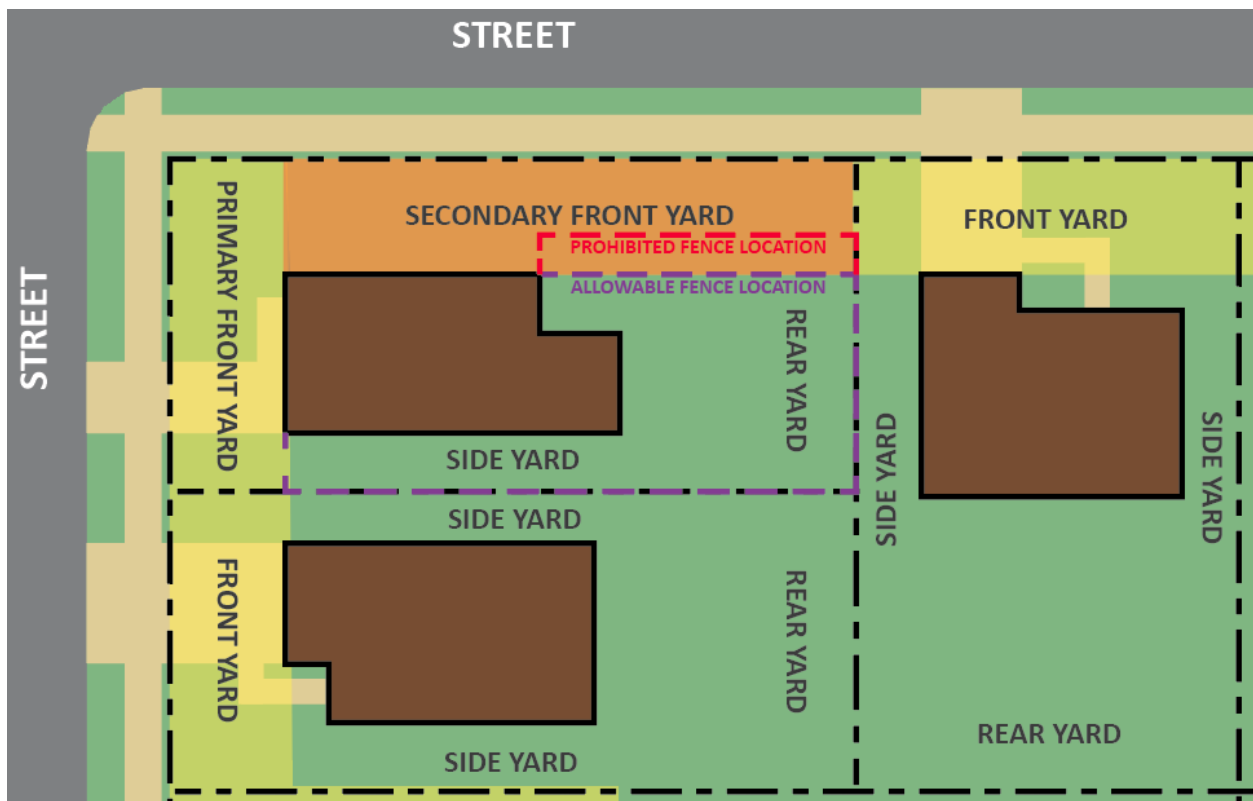 STREET
STREET
PRIMARY FRONT YARD
SECONDARY FRONT YARD
PROHIBITED FENCE LOCATION
ALLOWABLE FENCE LOCATION
REAR YARD
SIDE YARD
FRONT YARD
SIDE YARD
SIDE YARD
SIDE YARD
FRONT YARD
REAR YARD
SIDE YARD
REAR YARD